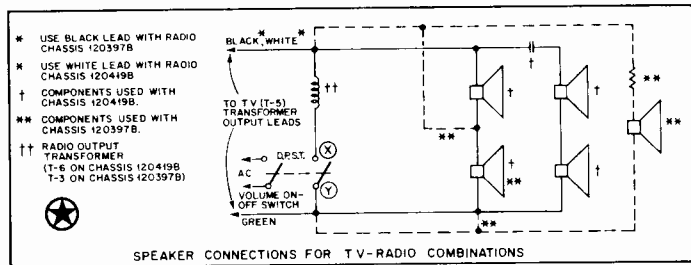 * USE BLACK LEAD WITH RADIO
CHASSIS 120397B
* USE WHITE LEAD WITH RADIO
CHASSIS 120419B
† COMPONENTS USED WITH
CHASSIS 120419B.
** COMPONENTS USED WITH
CHASSIS 120397B.
†† RADIO OUTPUT
TRANSFORMER
(T-6 ON CHASSIS 120419B
T-3 ON CHASSIS 120397B)
BLACK,* WHITE*
††
TO TV (T-5)
TRANSFORMER
OUTPUT LEADS
D.P.S.T.
X
AC
Y
VOLUME ON-
OFF SWITCH
GREEN
†
†
†
**
**
**
†
**
†
**
SPEAKER CONNECTIONS FOR TV-RADIO COMBINATIONS